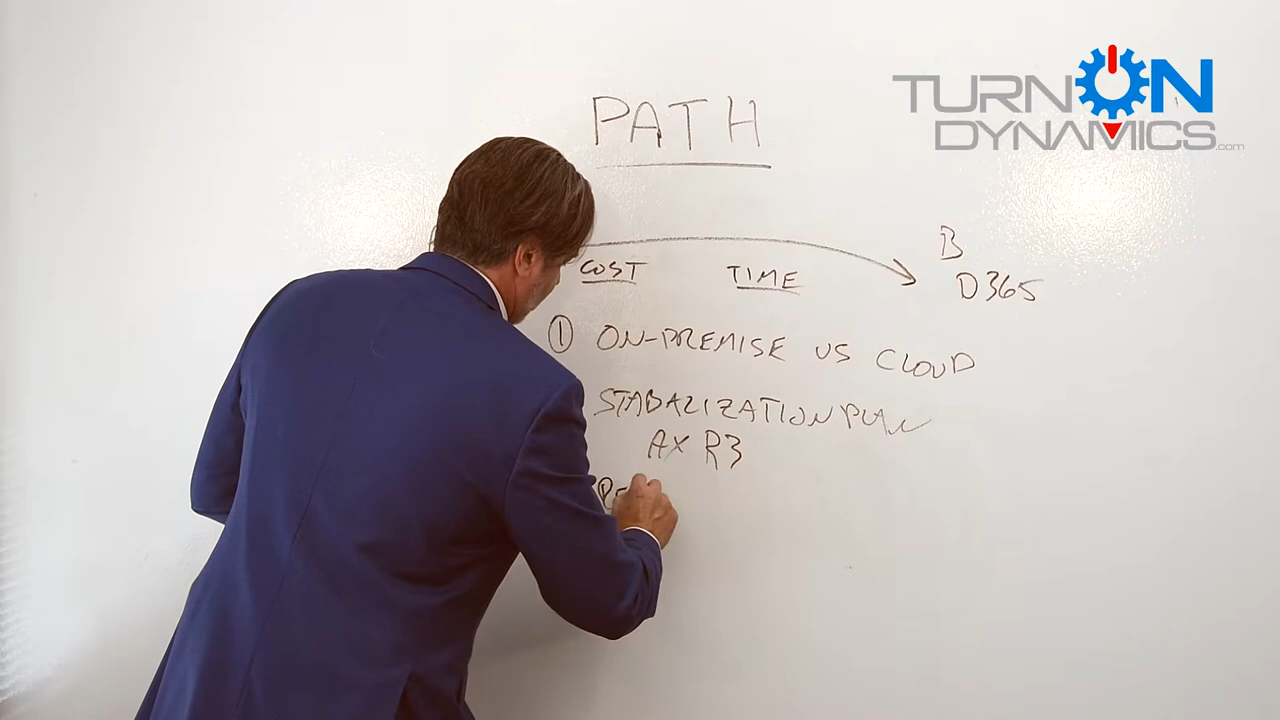 TURNON
DYNAMICS.com
PATH
B
COST TIME D365
① ON-PREMISE VS CLOUD
STABALIZATION PLAN
AX R3